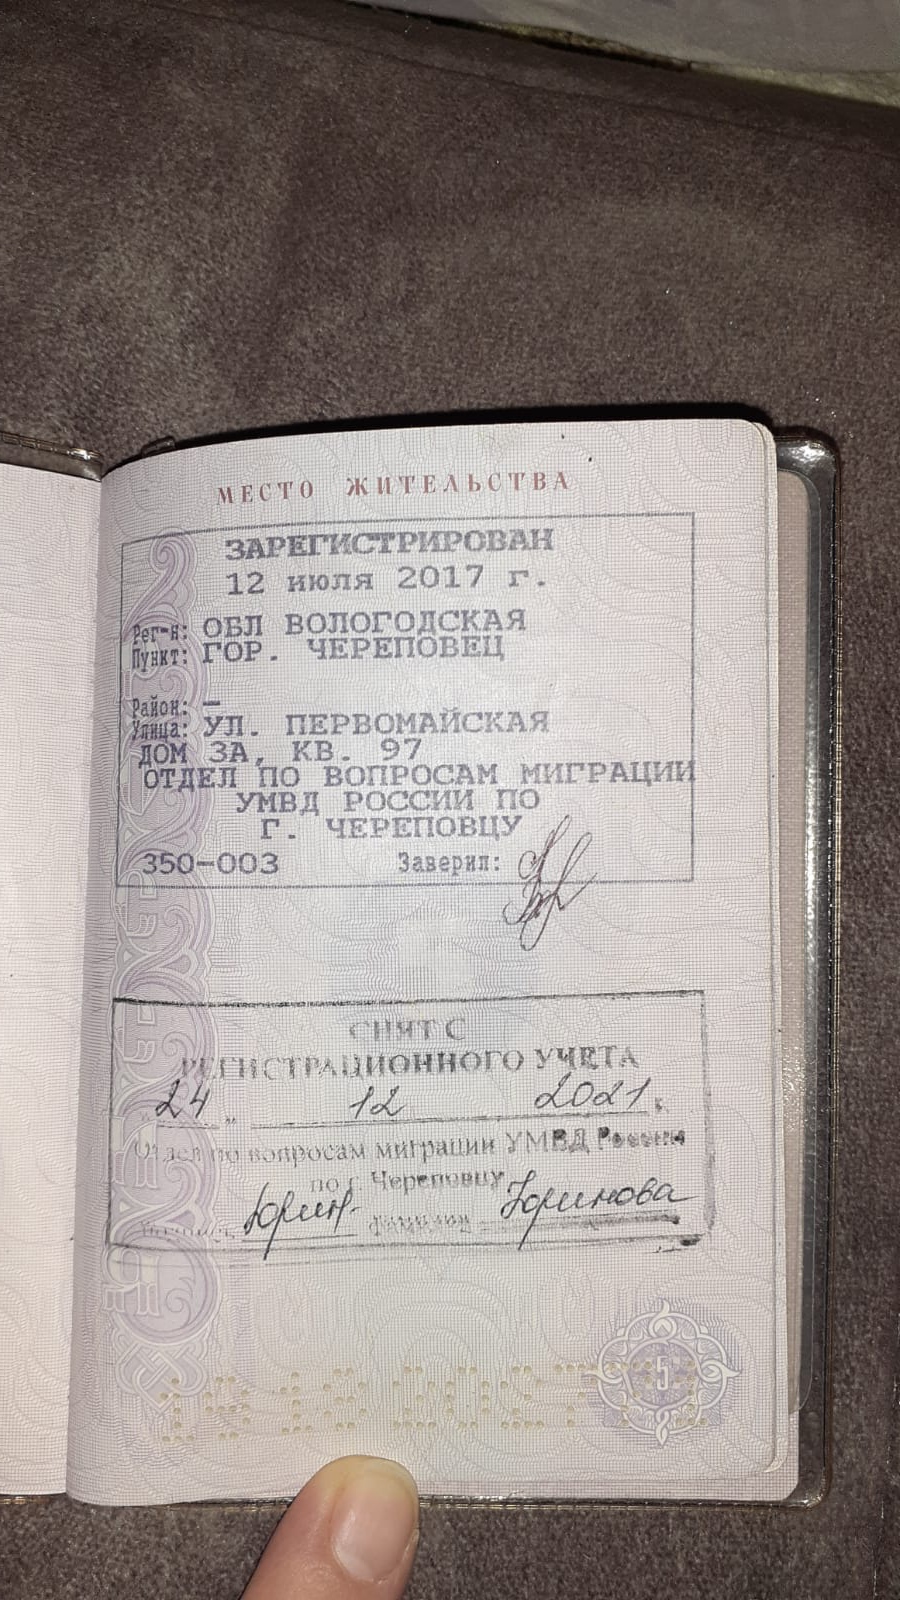 МЕСТО ЖИТЕЛЬСТВА
ЗАРЕГИСТРИРОВАН
12 июля 2017 г.
Рег-н: ОБЛ ВОЛОГОДСКАЯ
Пункт: ГОР. ЧЕРЕПОВЕЦ
Район: –
Улица: УЛ. ПЕРВОМАЙСКАЯ
ДОМ 3А, КВ. 97
ОТДЕЛ ПО ВОПРОСАМ МИГРАЦИИ
УМВД РОССИИ ПО
Г. ЧЕРЕПОВЦУ
350-003 Заверил:
СНЯТ С
РЕГИСТРАЦИОННОГО УЧЕТА
"24" 12 2021 г.
Отдел по вопросам миграции УМВД России
по г. Череповцу
Юринова
5